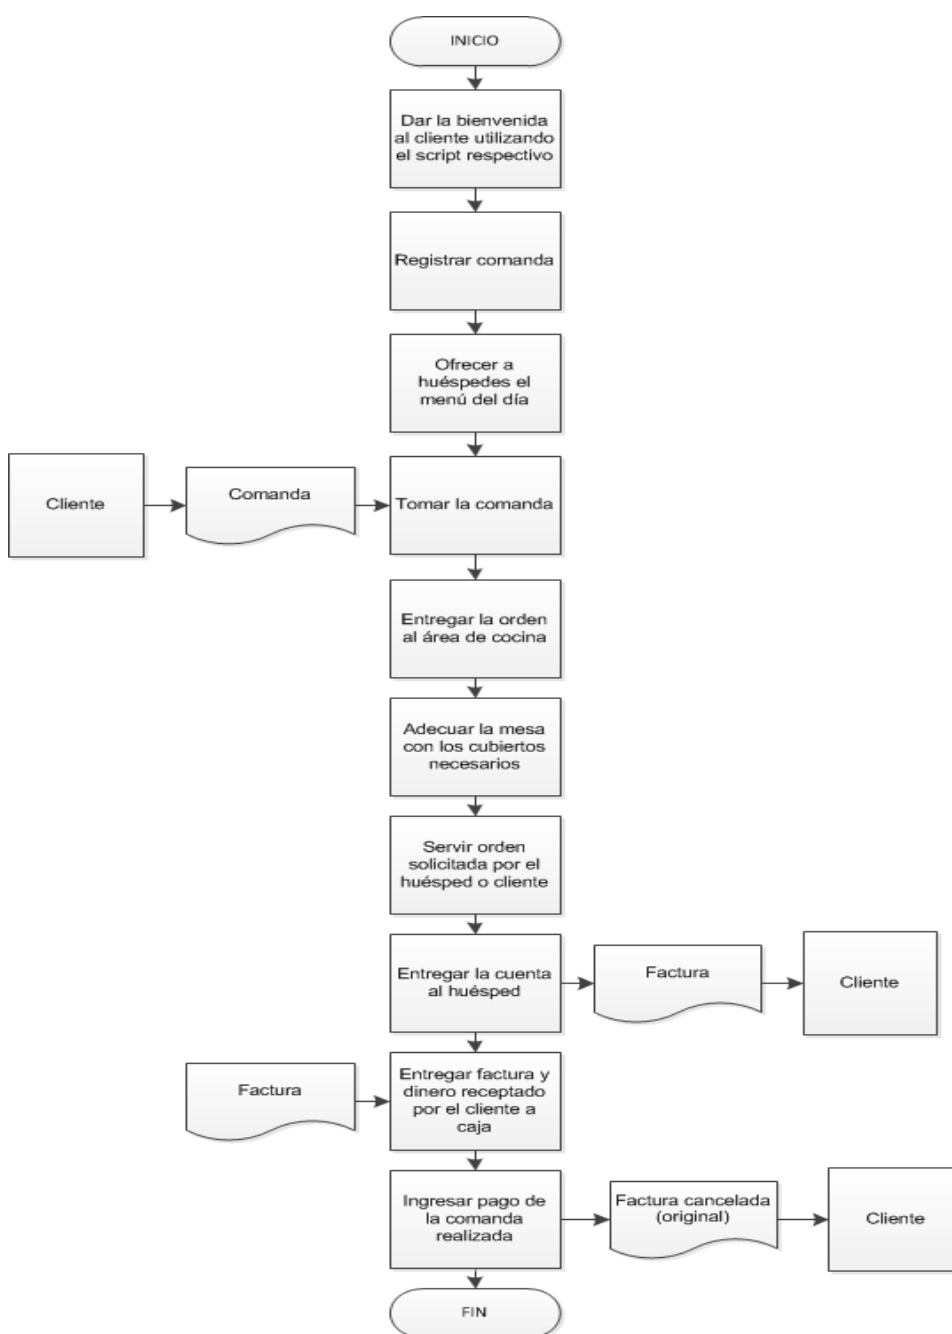 INICIO
Dar la bienvenida
al cliente utilizando
el script respectivo
Registrar comanda
Ofrecer a
huéspedes el
menú del día
Cliente
Comanda
Tomar la comanda
Entregar la orden
al área de cocina
Adecuar la mesa
con los cubiertos
necesarios
Servir orden
solicitada por el
huésped o cliente
Entregar la cuenta
al huésped
Factura
Cliente
Factura
Entregar factura y
dinero receptado
por el cliente a
caja
Ingresar pago de
la comanda
realizada
Factura cancelada
(original)
Cliente
FIN